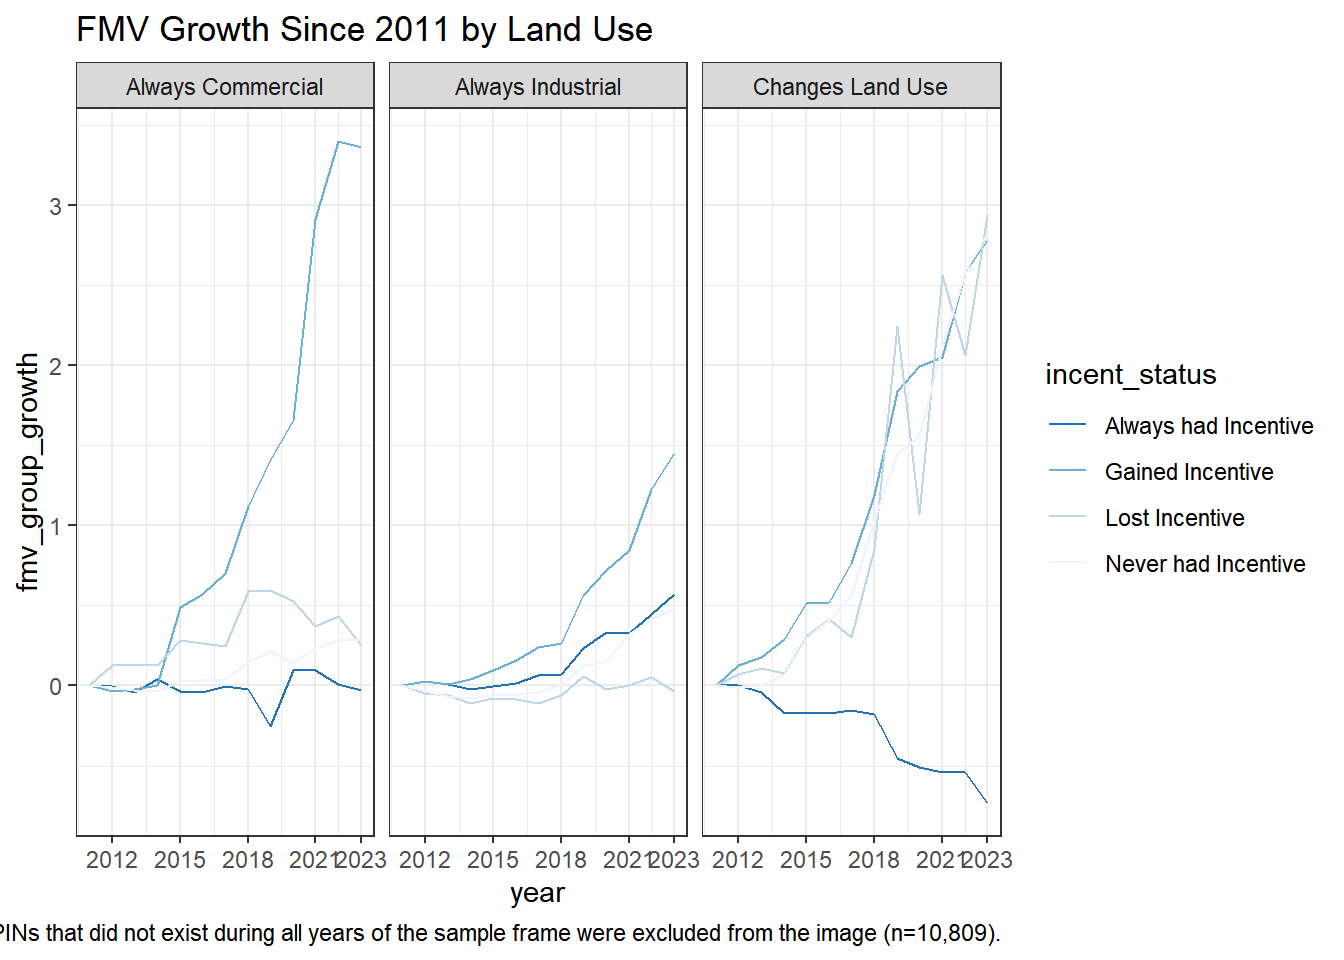 FMV Growth Since 2011 by Land Use
Always Commercial
Always Industrial
Changes Land Use
fmv_group_growth
3
2
1
0
2012 2015 2018 2021 2023
2012 2015 2018 2021 2023
2012 2015 2018 2021 2023
year
incent_status
Always had Incentive
Gained Incentive
Lost Incentive
Never had Incentive
PINs that did not exist during all years of the sample frame were excluded from the image (n=10,809).